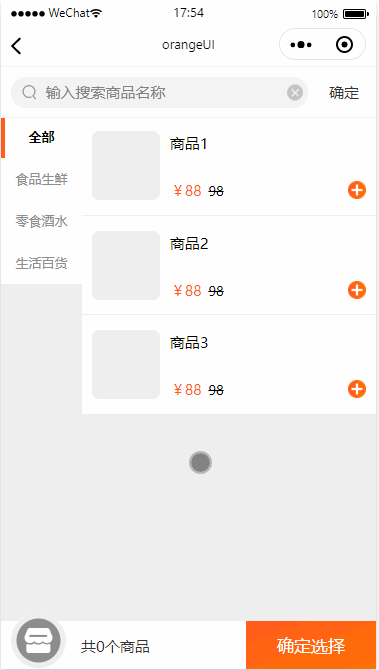 WeChat 17:54 100%
orangeUI
输入搜索商品名称 确定
全部
食品生鲜
零食酒水
生活百货
商品1
￥88 98
商品2
￥88 98
商品3
￥88 98
共0个商品 确定选择